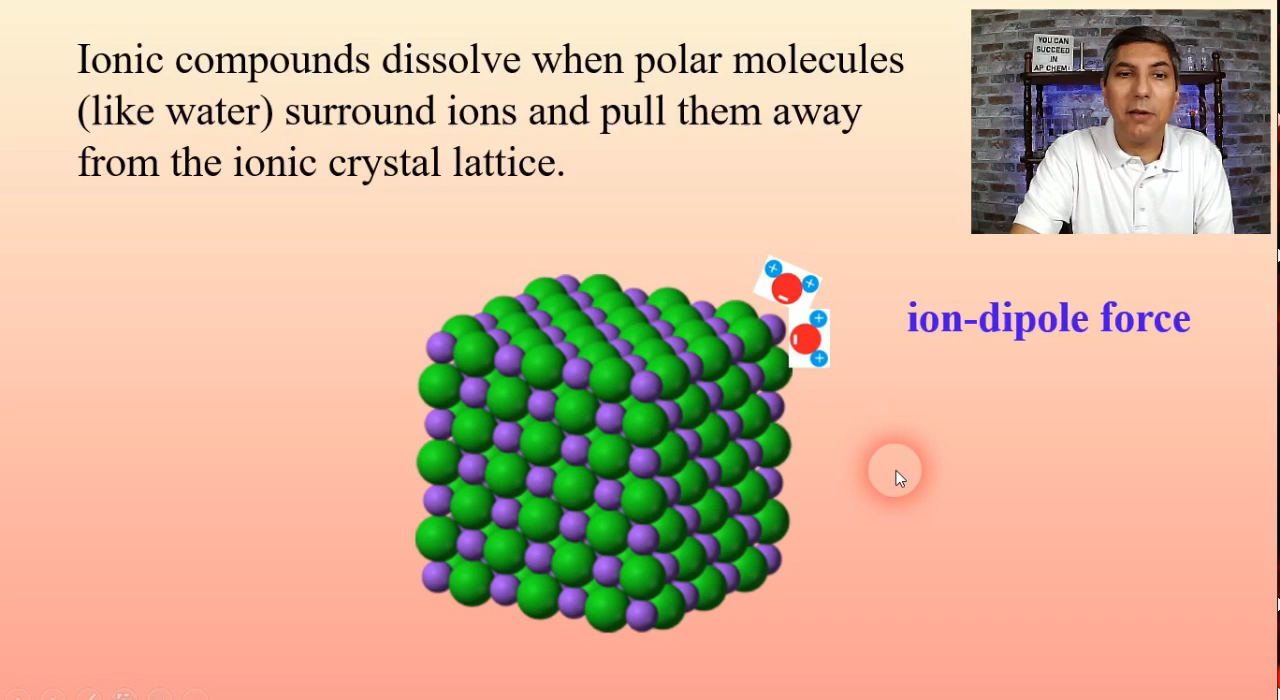 Ionic compounds dissolve when polar molecules
(like water) surround ions and pull them away
from the ionic crystal lattice.
YOU CAN
SUCCEED
IN
AP CHEM
+
+
−
ion-dipole force
+
−
+